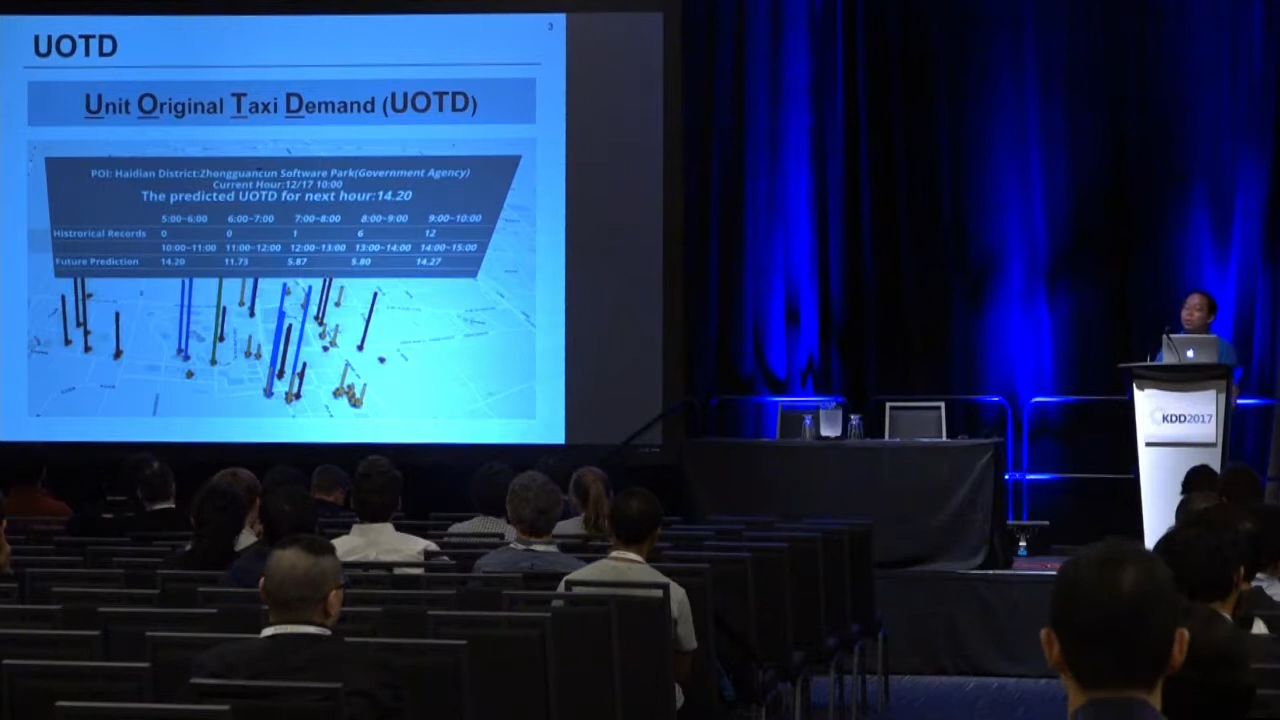 3
UOTD
Unit Original Taxi Demand (UOTD)
POI: Haidian District:Zhongguancun Software Park(Government Agency)
Current Hour:12/17 10:00
The predicted UOTD for next hour:14.20
5:00~6:00 6:00~7:00 7:00~8:00 8:00~9:00 9:00~10:00
Histrorical Records 0 0 1 6 12
10:00~11:00 11:00~12:00 12:00~13:00 13:00~14:00 14:00~15:00
Future Prediction 14.20 11.73 5.87 5.80 14.27
KDD2017